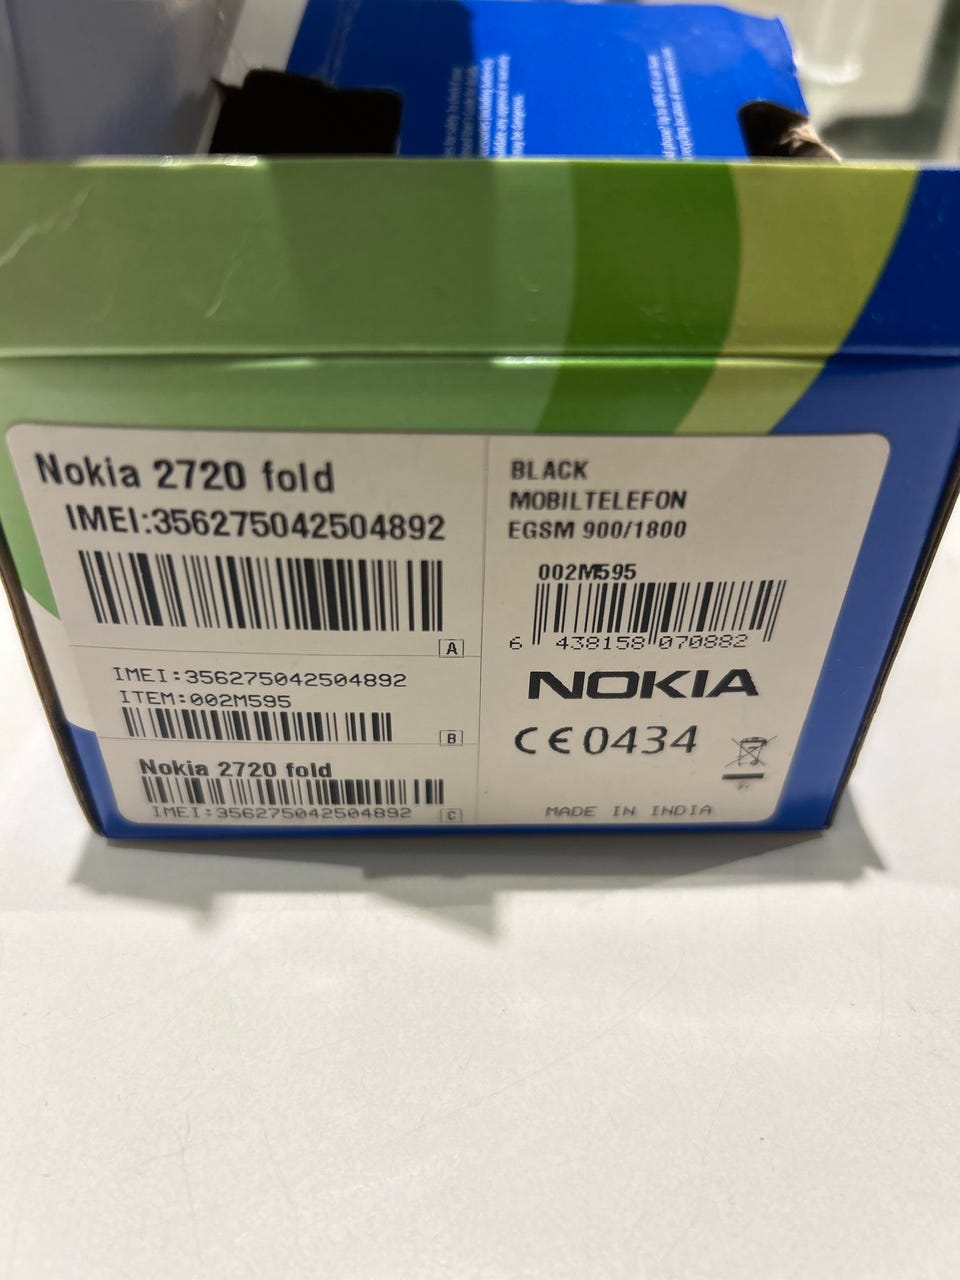 Nokia 2720 fold
IMEI:356275042504892
A
IMEI:356275042504892
ITEM:002M595
B
Nokia 2720 fold
IMEI:356275042504892
C
BLACK
MOBILTELEFON
EGSM 900/1800
002M595
6 438158 070882
NOKIA
CE0434
MADE IN INDIA